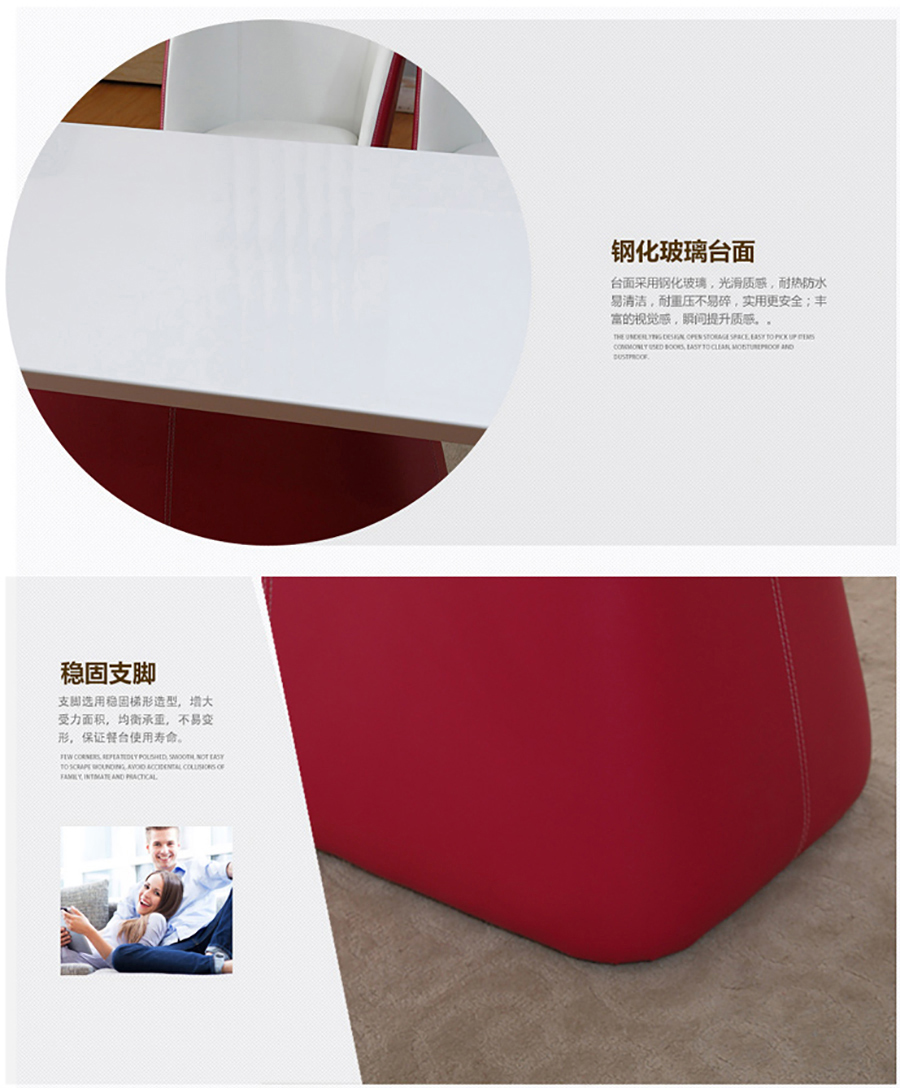 钢化玻璃台面
台面采用钢化玻璃，光滑质感，耐热防水
易清洁，耐重压不易碎，实用更安全；丰
富的视觉感，瞬间提升质感。。
THE UNDERLYING DESIGN, OPEN STORAGE SPACE, EASY TO PICK UP ITEMS
COMMONLY USED BOOKS, EASY TO CLEAN, MOISTUREPROOF AND
DUSTPROOF.
稳固支脚
支脚选用稳固梯形造型，增大
受力面积，均衡承重，不易变
形，保证餐台使用寿命。
FEW CORNERS, REPEATEDLY POLISHED, SMOOTH, NOT EASY
TO SCRAPE WOUNDING, AVOID ACCIDENTAL COLLISIONS OF
FAMILY, INTIMATE AND PRACTICAL.